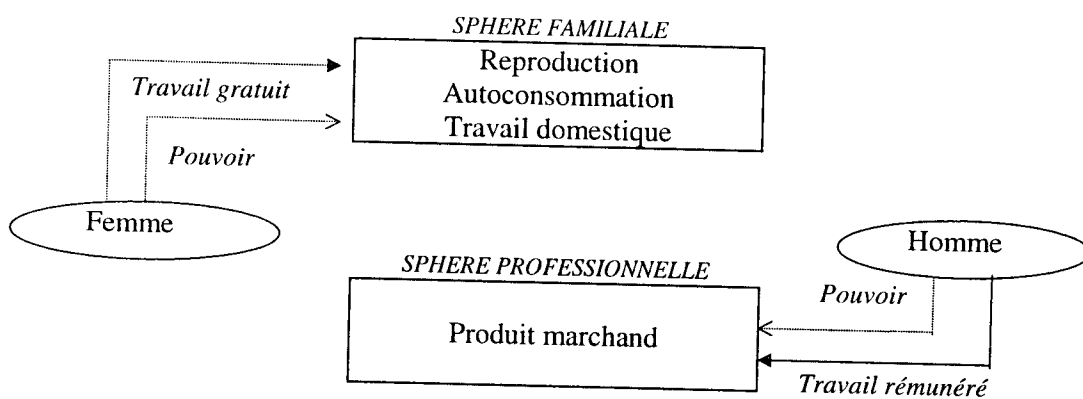 SPHERE FAMILIALE
Reproduction
Travail gratuit
Autoconsommation
Travail domestique
Pouvoir
Femme
Homme
SPHERE PROFESSIONNELLE
Pouvoir
Produit marchand
Travail rémunéré